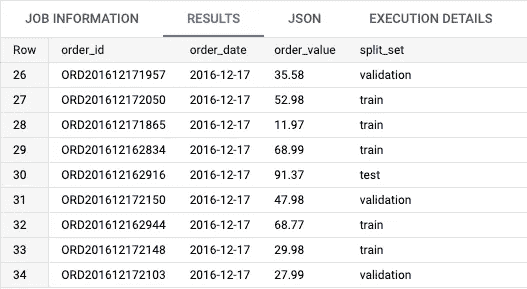 JOB INFORMATION RESULTS JSON EXECUTION DETAILS
Row order_id order_date order_value split_set
26 ORD201612171957 2016-12-17 35.58 validation
27 ORD201612172050 2016-12-17 52.98 train
28 ORD201612171865 2016-12-17 11.97 train
29 ORD201612162834 2016-12-17 68.99 train
30 ORD201612162916 2016-12-17 91.37 test
31 ORD201612172150 2016-12-17 47.98 validation
32 ORD201612162944 2016-12-17 68.77 train
33 ORD201612172148 2016-12-17 29.98 train
34 ORD201612172103 2016-12-17 27.99 validation